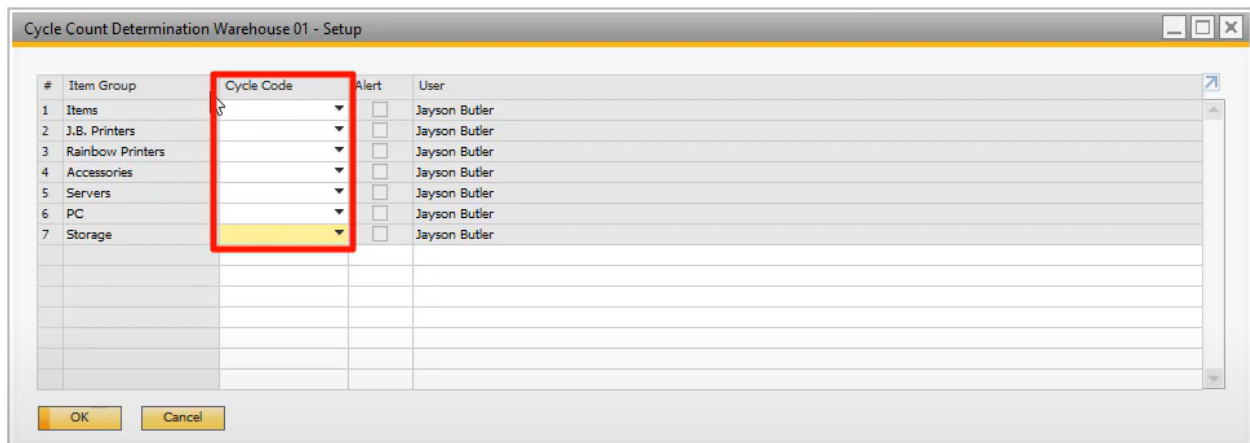 Cycle Count Determination Warehouse 01 - Setup
# Item Group Cycle Code Alert User
1 Items Jayson Butler
2 J.B. Printers Jayson Butler
3 Rainbow Printers Jayson Butler
4 Accessories Jayson Butler
5 Servers Jayson Butler
6 PC Jayson Butler
7 Storage Jayson Butler
OK Cancel